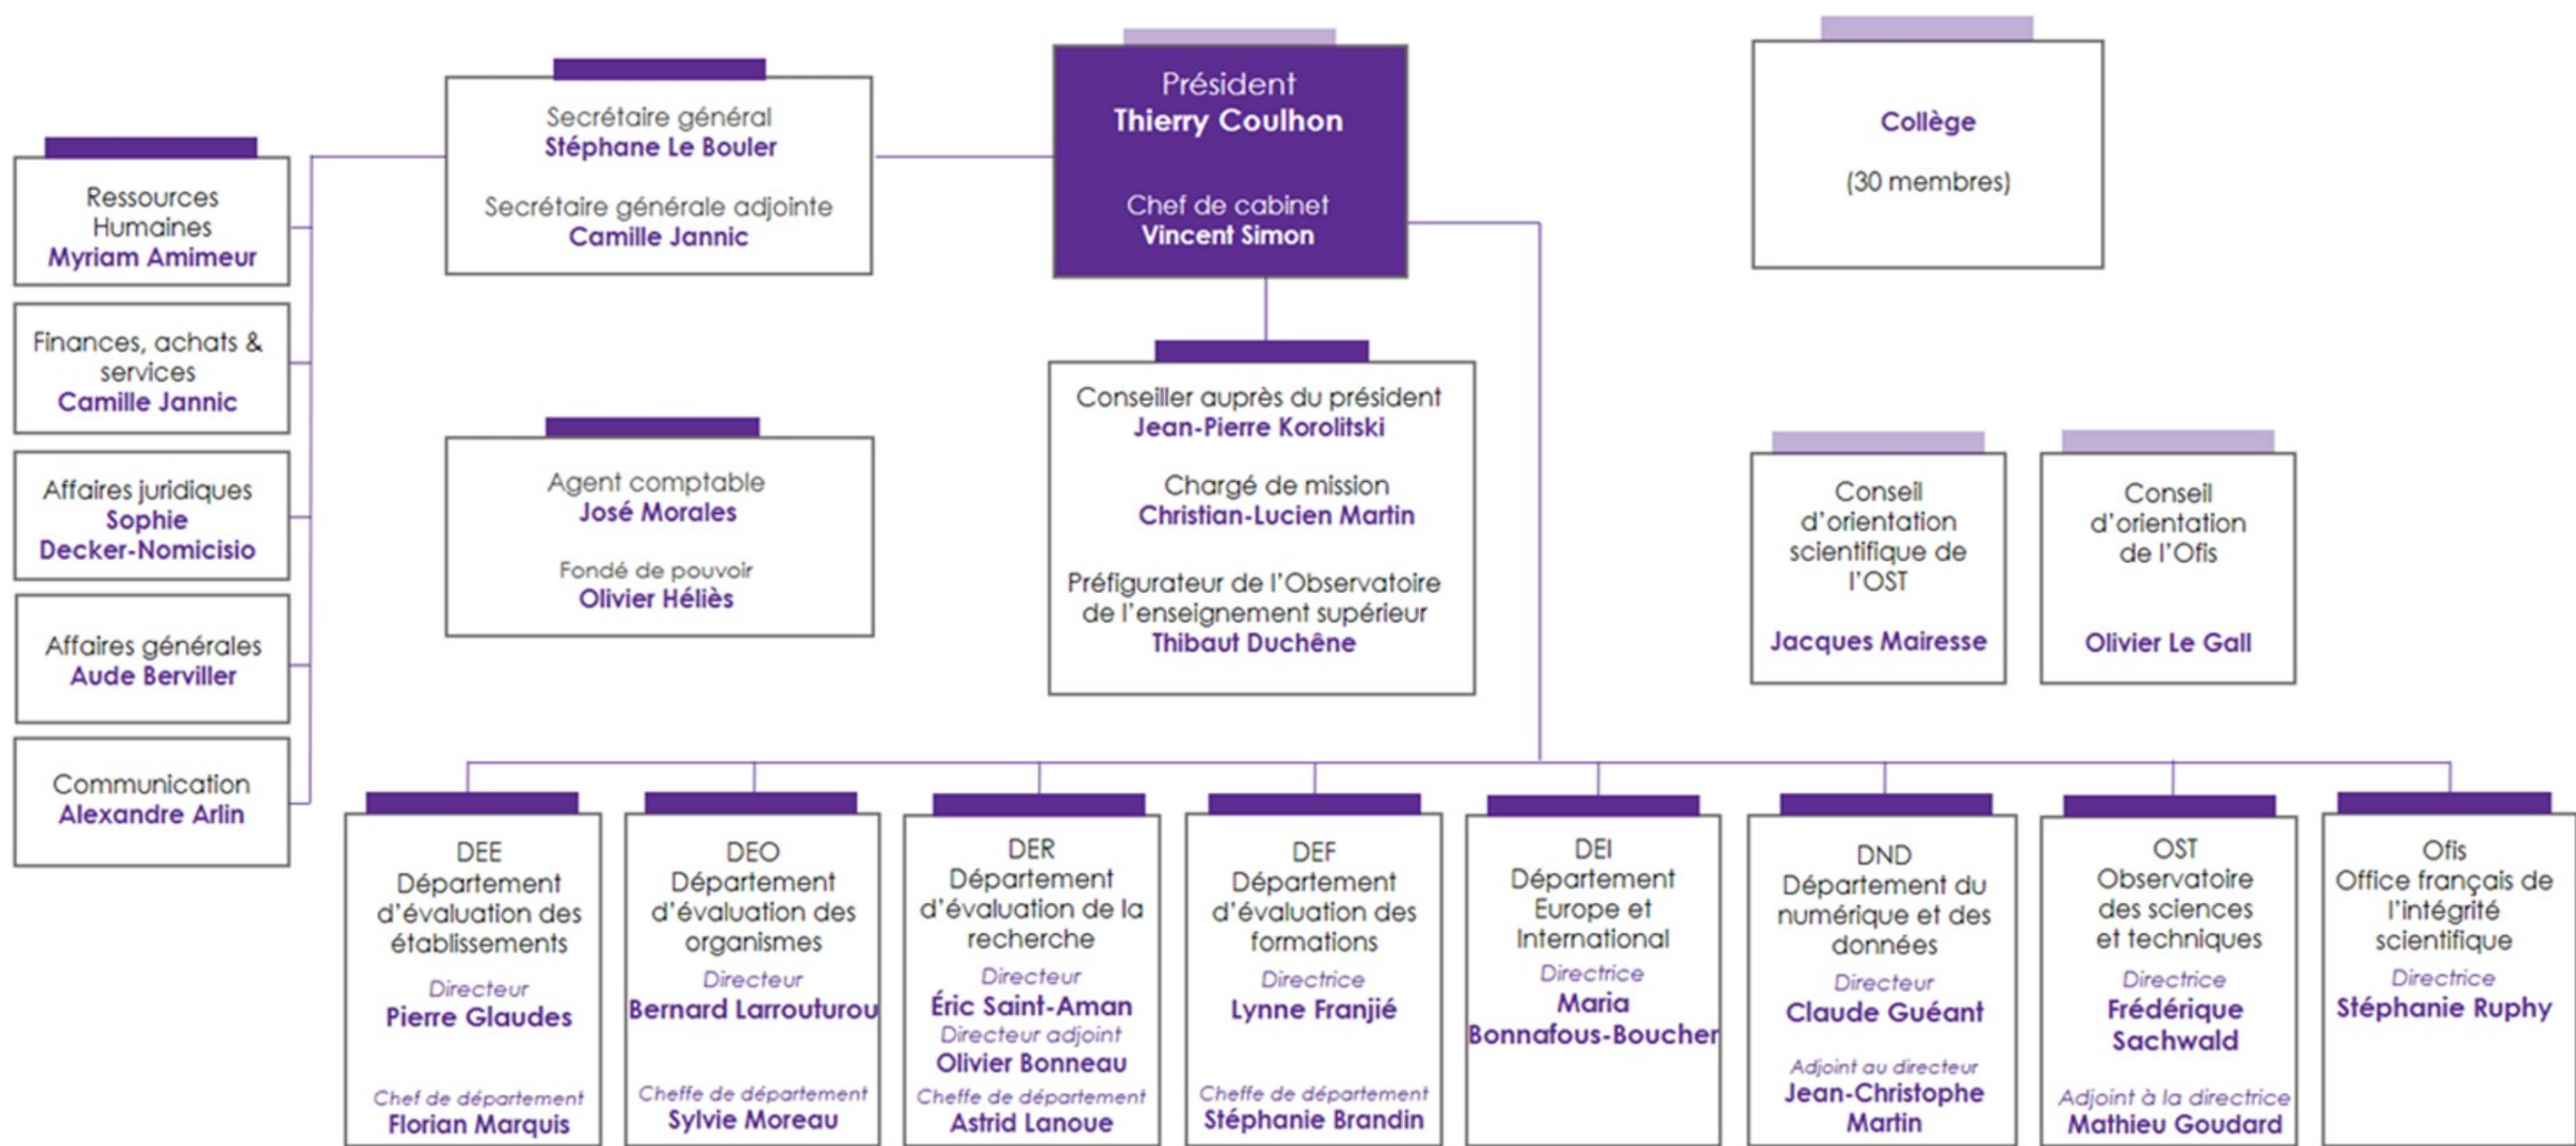 Président
Thierry Coulhon
Chef de cabinet
Vincent Simon
Secrétaire général
Stéphane Le Bouler
Secrétaire générale adjointe
Camille Jannic
Collège
(30 membres)
Ressources
Humaines
Myriam Amimeur
Finances, achats &
services
Camille Jannic
Affaires juridiques
Sophie
Decker-Nomicisio
Affaires générales
Aude Berviller
Communication
Alexandre Arlin
Agent comptable
José Morales
Fondé de pouvoir
Olivier Héliès
Conseiller auprès du président
Jean-Pierre Korolitski
Chargé de mission
Christian-Lucien Martin
Préfigurateur de l'Observatoire
de l'enseignement supérieur
Thibaut Duchêne
Conseil
d'orientation
scientifique de
l'OST
Jacques Mairesse
Conseil
d'orientation
de l'Ofis
Olivier Le Gall
DEE
Département
d'évaluation des
établissements
Directeur
Pierre Glaudes
Chef de département
Florian Marquis
DEO
Département
d'évaluation des
organismes
Directeur
Bernard Larrouturou
Cheffe de département
Sylvie Moreau
DER
Département
d'évaluation de la
recherche
Directeur
Éric Saint-Aman
Directeur adjoint
Olivier Bonneau
Cheffe de département
Astrid Lanoue
DEF
Département
d'évaluation des
formations
Directrice
Lynne Franjié
Cheffe de département
Stéphanie Brandin
DEI
Département
Europe et
International
Directrice
Maria
Bonnafous-Boucher
DND
Département du
numérique et des
données
Directeur
Claude Guéant
Adjoint au directeur
Jean-Christophe
Martin
OST
Observatoire
des sciences
et techniques
Directrice
Frédérique
Sachwald
Adjoint à la directrice
Mathieu Goudard
Ofis
Office français de
l'intégrité
scientifique
Directrice
Stéphanie Ruphy